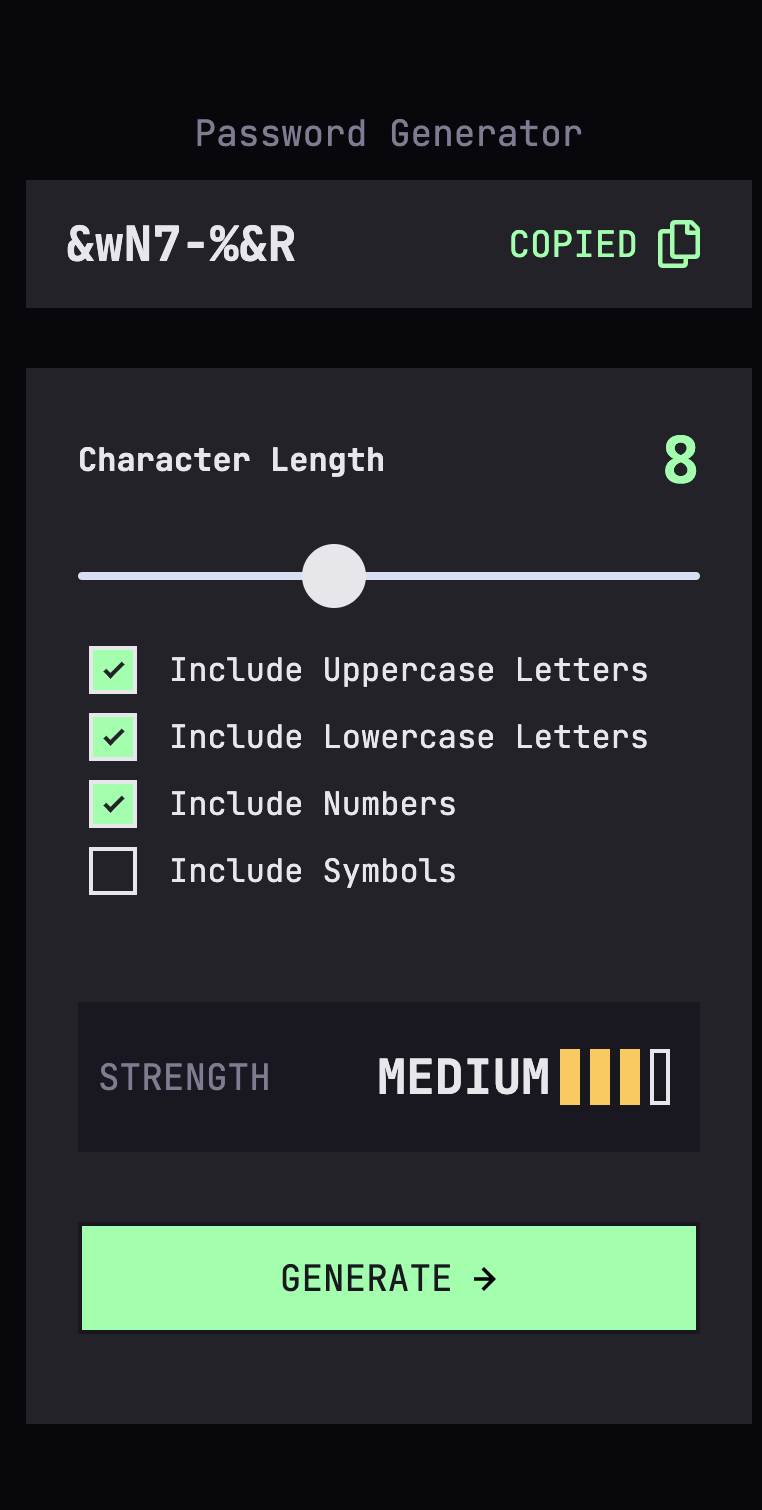 Password Generator
&wN7-%&R COPIED
Character Length 8
Include Uppercase Letters
Include Lowercase Letters
Include Numbers
Include Symbols
STRENGTH MEDIUM
GENERATE →